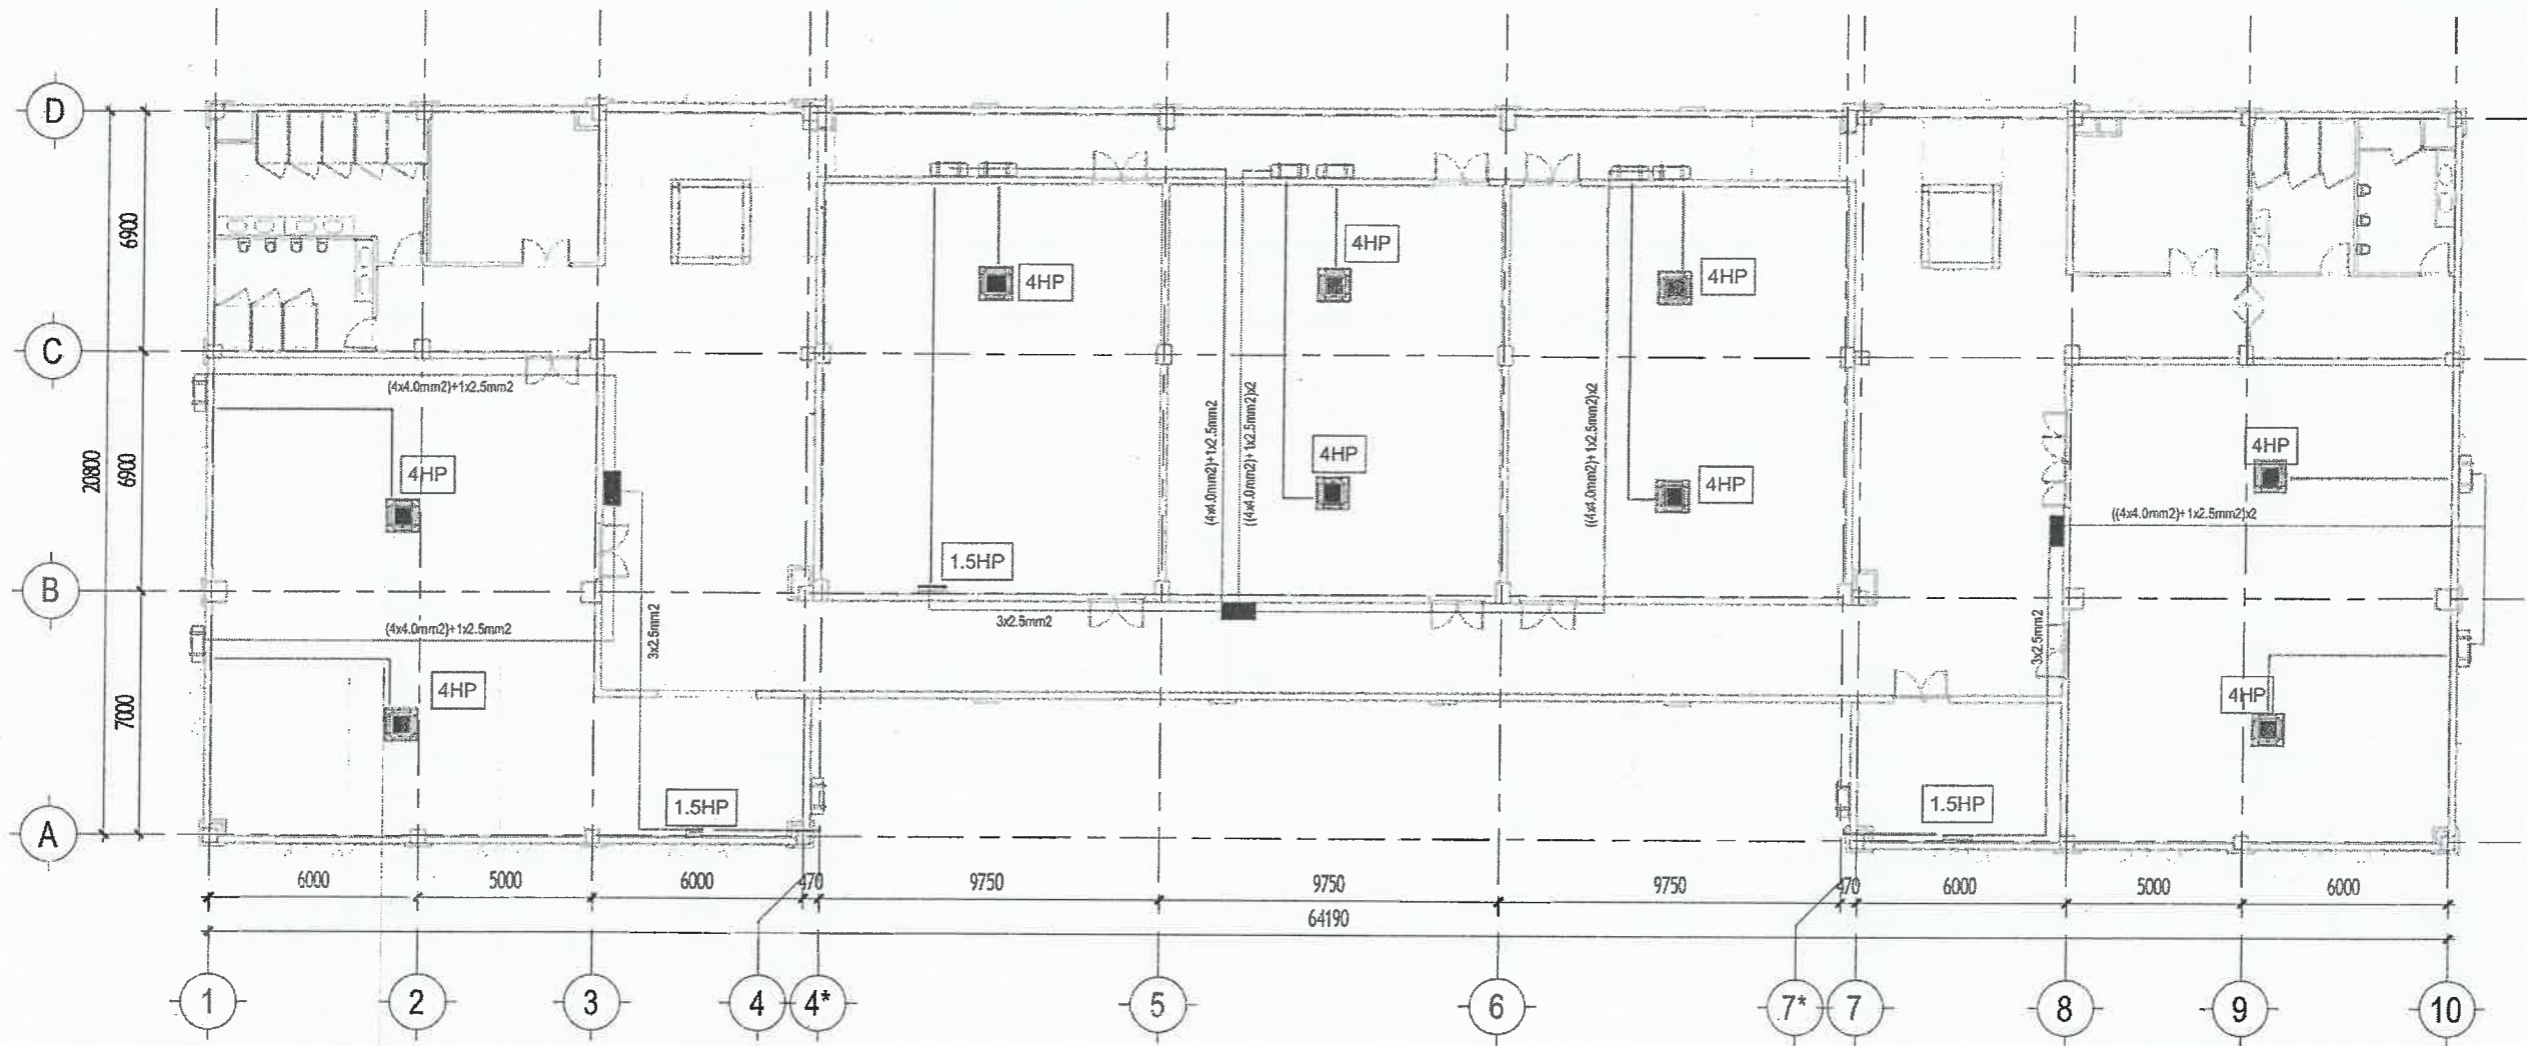 D
C
B
A
6900
6900
7000
20800
4HP
4HP
4HP
4HP
4HP
4HP
4HP
4HP
4HP
1.5HP
1.5HP
1.5HP
(4x4.0mm2)+1x2.5mm2
(4x4.0mm2)+1x2.5mm2
3x2.5mm2
3x2.5mm2
(4x4.0mm2)+1x2.5mm2
((4x4.0mm2)+1x2.5mm2)x2
((4x4.0mm2)+1x2.5mm2)x2
((4x4.0mm2)+1x2.5mm2)x2
3x2.5mm2
6000
5000
6000
470
9750
9750
9750
470
6000
5000
6000
64190
1
2
3
4
4*
5
6
7*
7
8
9
10